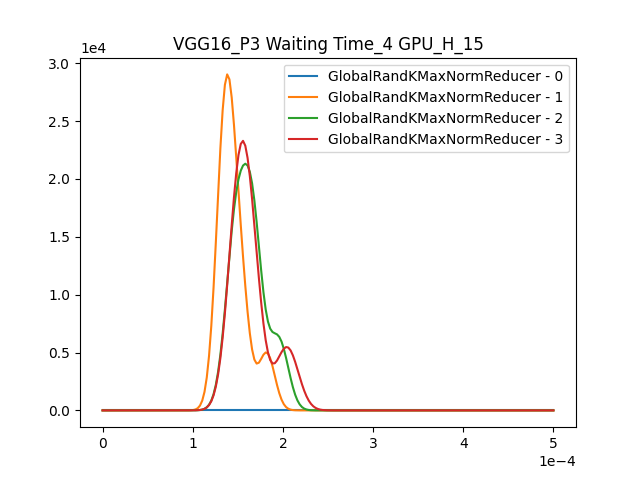 VGG16_P3 Waiting Time_4 GPU_H_15
1e4
3.0
2.5
2.0
1.5
1.0
0.5
0.0
GlobalRandKMaxNormReducer - 0
GlobalRandKMaxNormReducer - 1
GlobalRandKMaxNormReducer - 2
GlobalRandKMaxNormReducer - 3
0 1 2 3 4 5
1e−4